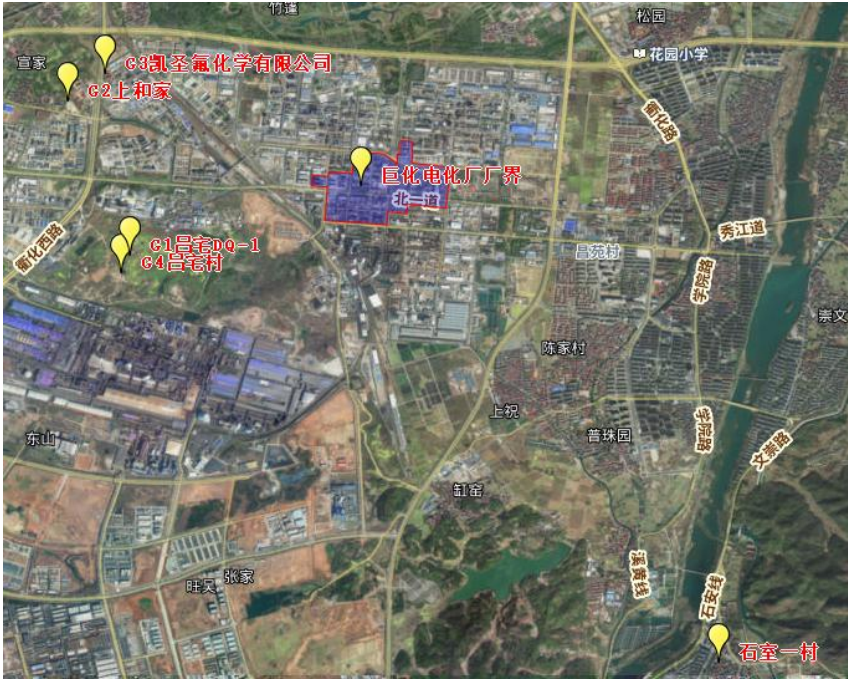 竹蓬
松园
宣家
G3凯圣氟化学有限公司
花园小学
G2上和家
衢化路
巨化电化厂厂界
北一道
衢化西路
秀江道
G1吕宅DQ-1
吕苑村
G4吕宅村
学院路
崇文
陈家村
上祝
学院路
普珠园
东山
文崇路
缸窑
张家
旺吴
溪黄线
石安线
石室一村